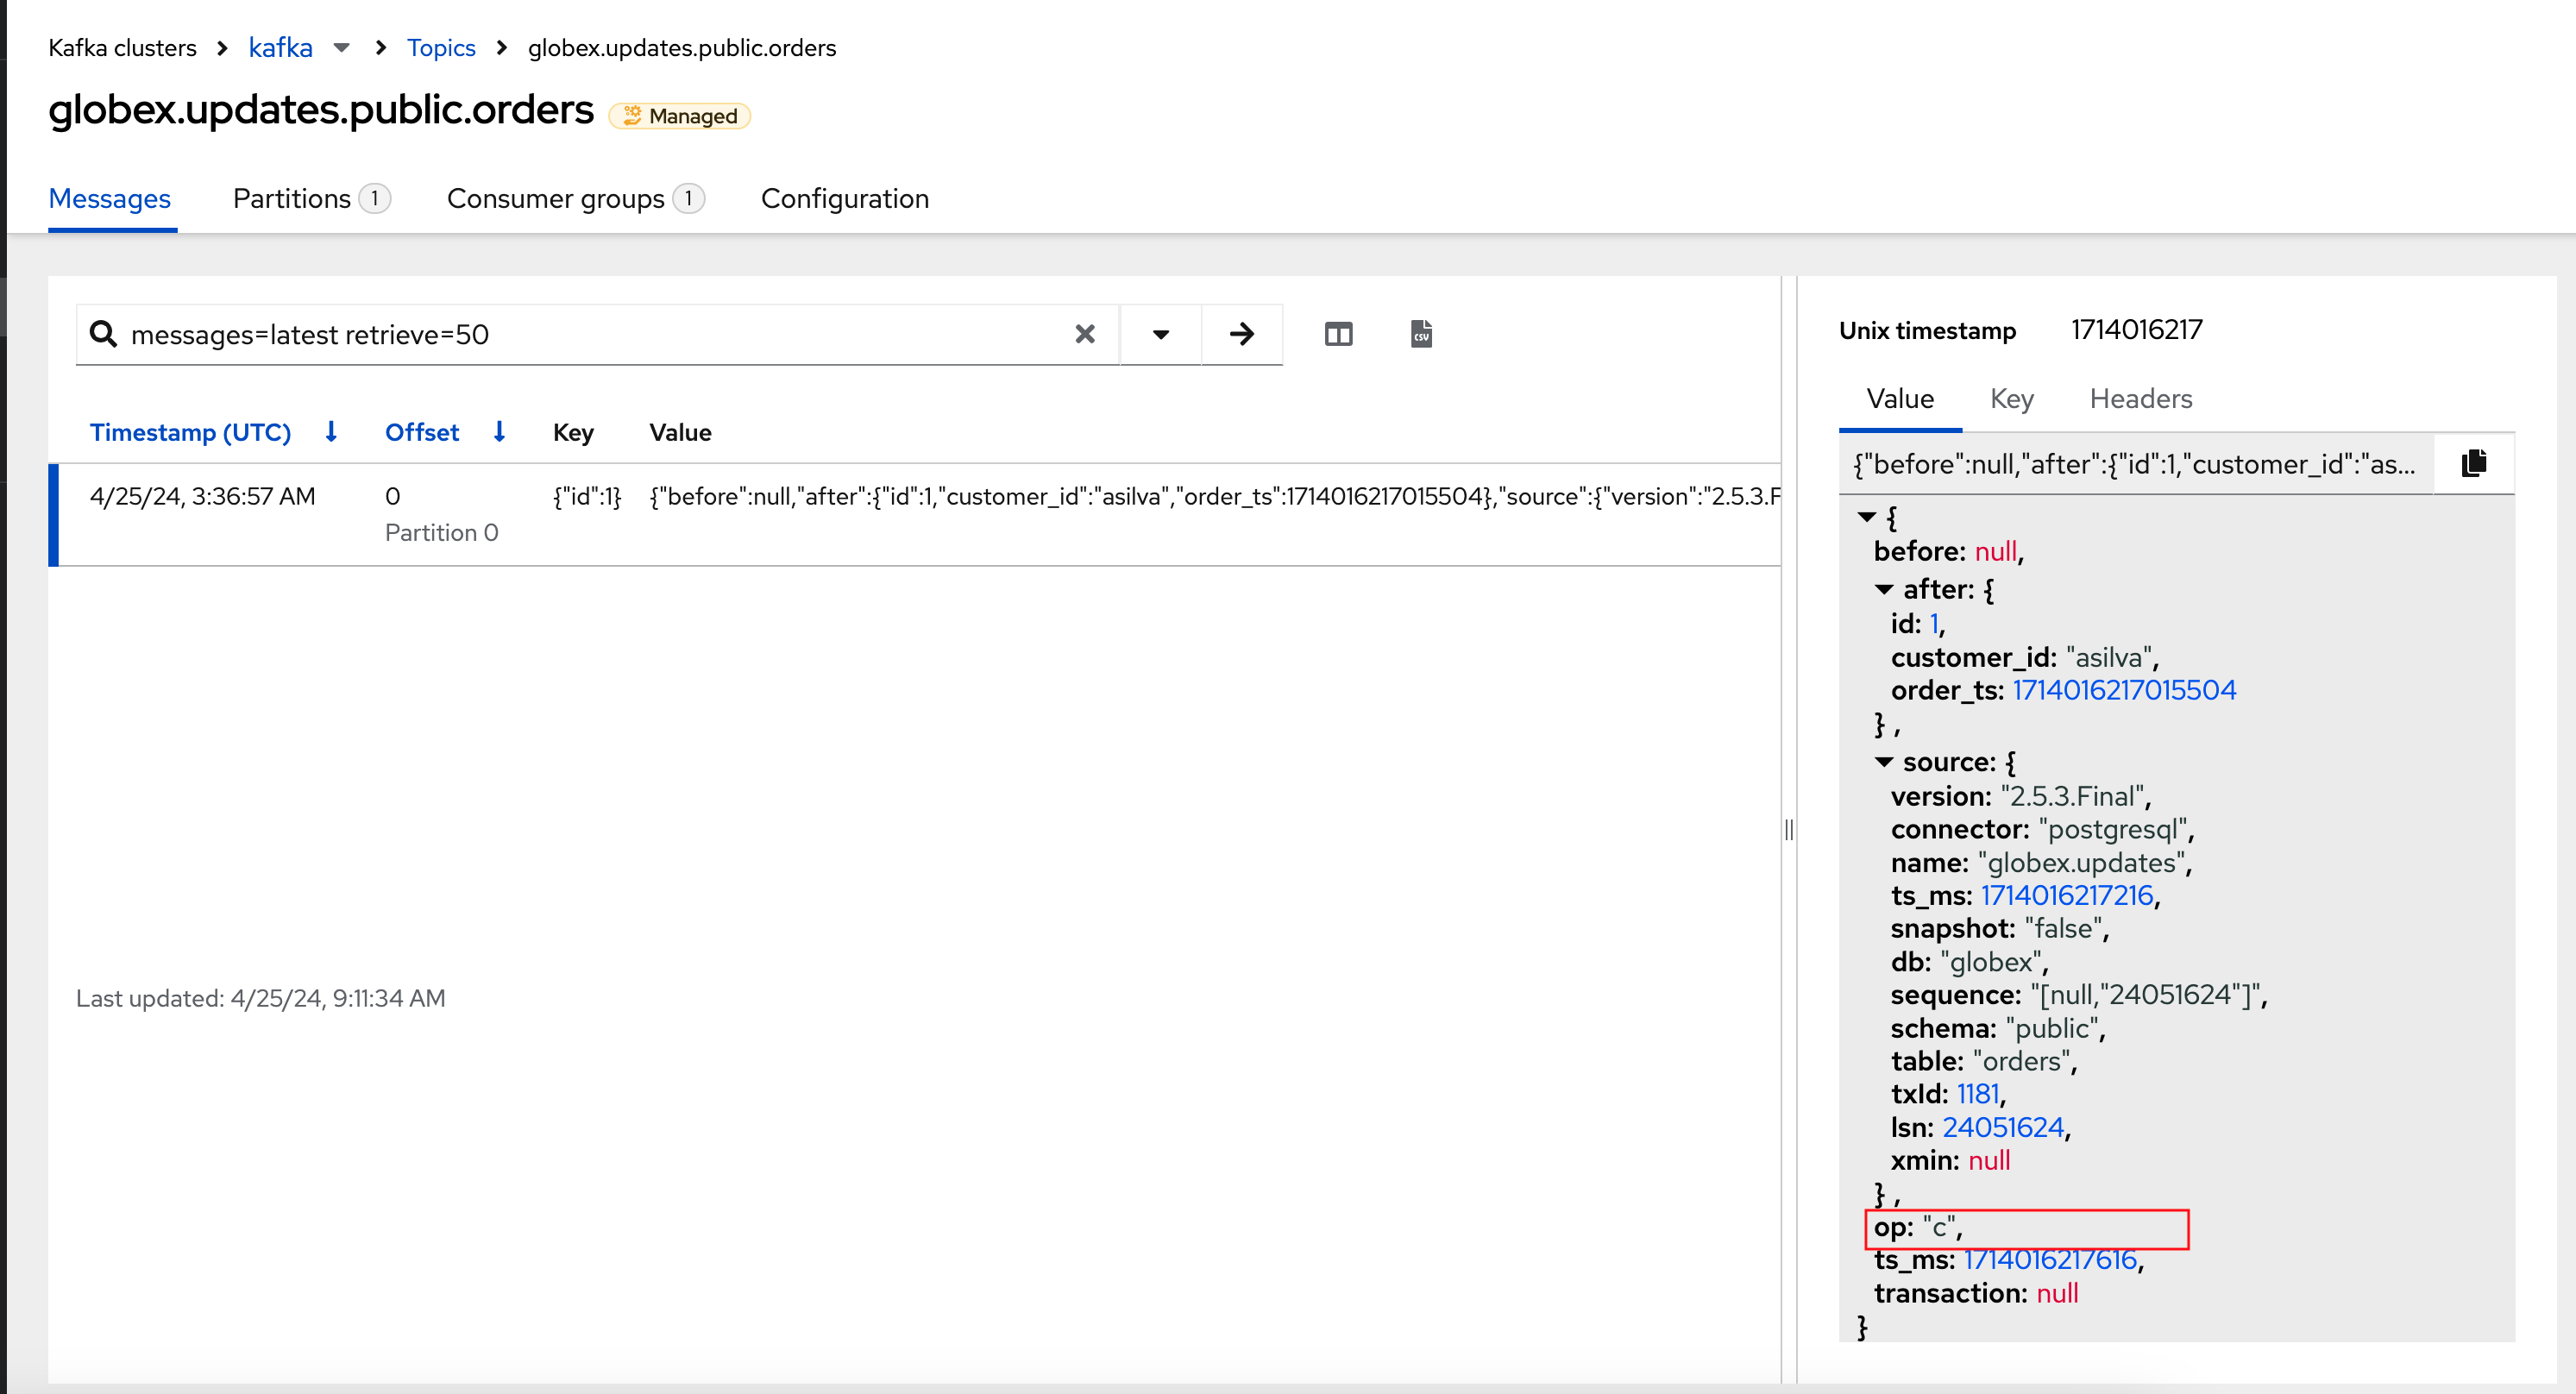 Kafka clusters > kafka > Topics > globex.updates.public.orders
globex.updates.public.orders Managed
Messages Partitions 1 Consumer groups 1 Configuration
messages=latest retrieve=50
CSV
Timestamp (UTC) Offset Key Value
4/25/24, 3:36:57 AM 0 {"id":1} {"before":null,"after":{"id":1,"customer_id":"asilva","order_ts":1714016217015504},"source":{"version":"2.5.3.F
Partition 0
Last updated: 4/25/24, 9:11:34 AM
Unix timestamp 1714016217
Value Key Headers
{"before":null,"after":{"id":1,"customer_id":"as...
{
before: null,
after: {
id: 1,
customer_id: "asilva",
order_ts: 1714016217015504
} ,
source: {
version: "2.5.3.Final",
connector: "postgresql",
name: "globex.updates",
ts_ms: 1714016217216,
snapshot: "false",
db: "globex",
sequence: "[null,"24051624"]",
schema: "public",
table: "orders",
txId: 1181,
lsn: 24051624,
xmin: null
} ,
op: "c",
ts_ms: 1714016217616,
transaction: null
}